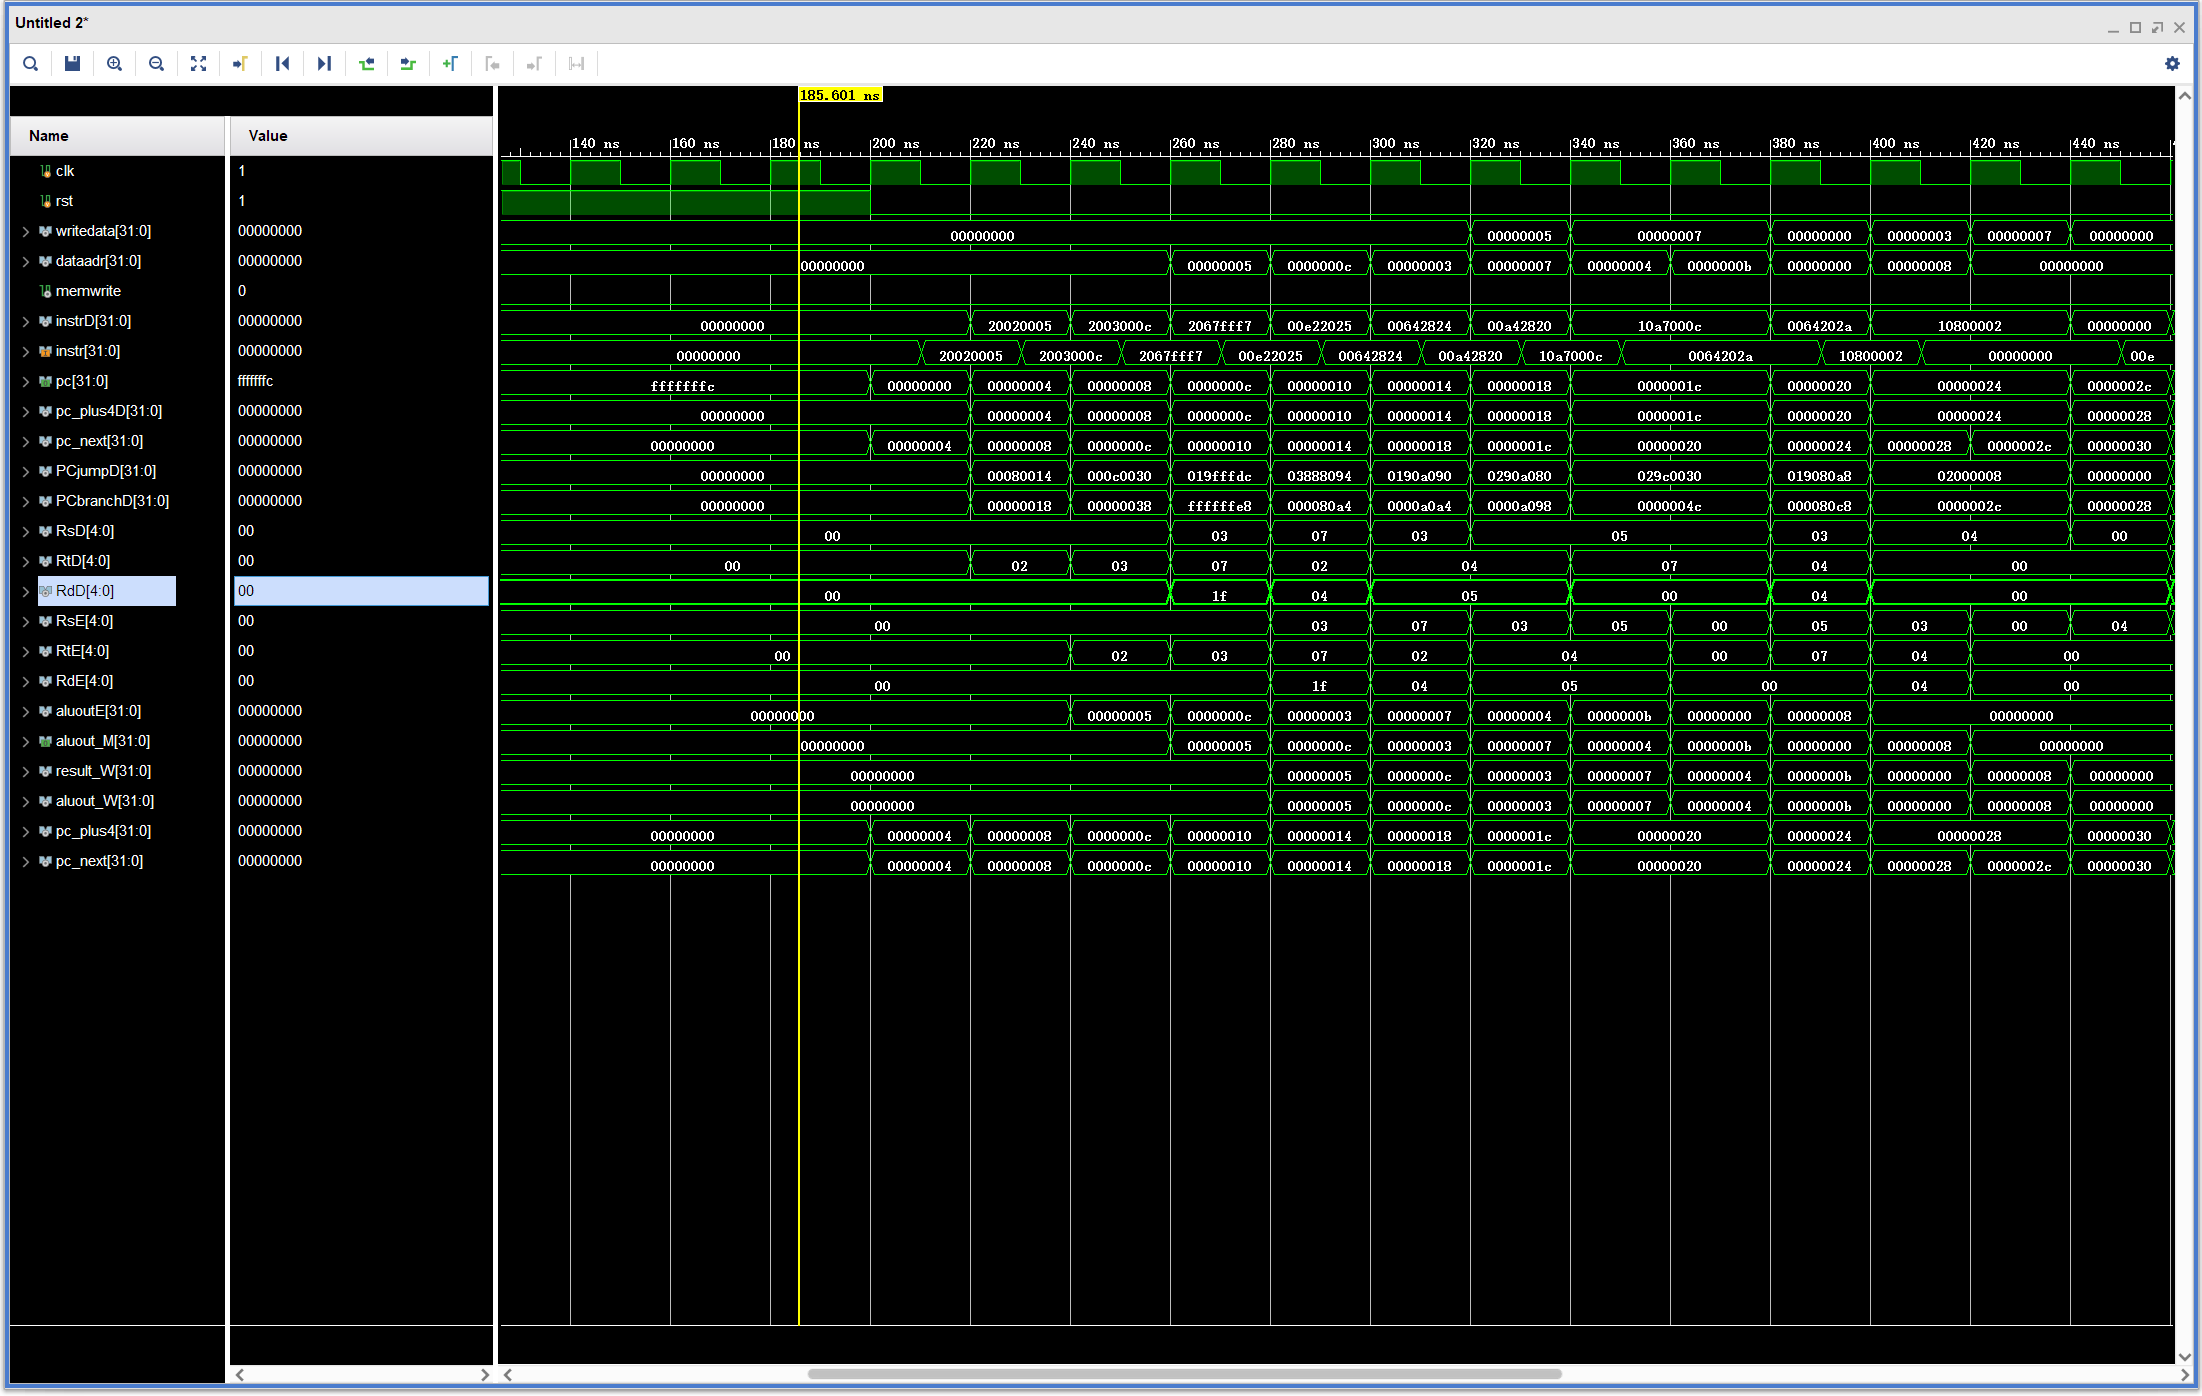 Untitled 2*
185.601 ns
Name Value
140 ns 160 ns 180 ns 200 ns 220 ns 240 ns 260 ns 280 ns 300 ns 320 ns 340 ns 360 ns 380 ns 400 ns 420 ns 440 ns
clk 1
rst 1
writedata[31:0] 00000000 00000000 00000005 00000007 00000000 00000003 00000007 00000000
dataadr[31:0] 00000000 00000000 00000005 0000000c 00000003 00000007 00000004 0000000b 00000000 00000008 00000000
memwrite 0
instrD[31:0] 00000000 00000000 20020005 2003000c 2067fff7 00e22025 00642824 00a42820 10a7000c 0064202a 10800002 00000000
instr[31:0] 00000000 00000000 20020005 2003000c 2067fff7 00e22025 00642824 00a42820 10a7000c 0064202a 10800002 00000000 00e
pc[31:0] fffffffc fffffffc 00000000 00000004 00000008 0000000c 00000010 00000014 00000018 0000001c 00000020 00000024 0000002c
pc_plus4D[31:0] 00000000 00000000 00000004 00000008 0000000c 00000010 00000014 00000018 0000001c 00000020 00000024 00000028
pc_next[31:0] 00000000 00000000 00000004 00000008 0000000c 00000010 00000014 00000018 0000001c 00000020 00000024 00000028 0000002c 00000030
PCjumpD[31:0] 00000000 00000000 00080014 000c0030 019fffdc 03888094 0190a090 0290a080 029c0030 019080a8 02000008 00000000
PCbranchD[31:0] 00000000 00000000 00000018 00000038 ffffffe8 000080a4 0000a0a4 0000a098 0000004c 000080c8 0000002c 00000028
RsD[4:0] 00 00 03 07 03 05 03 04 00
RtD[4:0] 00 00 02 03 07 02 04 07 04 00
RdD[4:0] 00 00 1f 04 05 00 04 00
RsE[4:0] 00 00 03 07 03 05 00 05 03 00 04
RtE[4:0] 00 00 02 03 07 02 04 00 07 04 00
RdE[4:0] 00 00 1f 04 05 00 04 00
aluoutE[31:0] 00000000 00000000 00000005 0000000c 00000003 00000007 00000004 0000000b 00000000 00000008 00000000
aluout_M[31:0] 00000000 00000000 00000005 0000000c 00000003 00000007 00000004 0000000b 00000000 00000008 00000000
result_W[31:0] 00000000 00000000 00000005 0000000c 00000003 00000007 00000004 0000000b 00000000 00000008 00000000
aluout_W[31:0] 00000000 00000000 00000005 0000000c 00000003 00000007 00000004 0000000b 00000000 00000008 00000000
pc_plus4[31:0] 00000000 00000000 00000004 00000008 0000000c 00000010 00000014 00000018 0000001c 00000020 00000024 00000028 00000030
pc_next[31:0] 00000000 00000000 00000004 00000008 0000000c 00000010 00000014 00000018 0000001c 00000020 00000024 00000028 0000002c 00000030